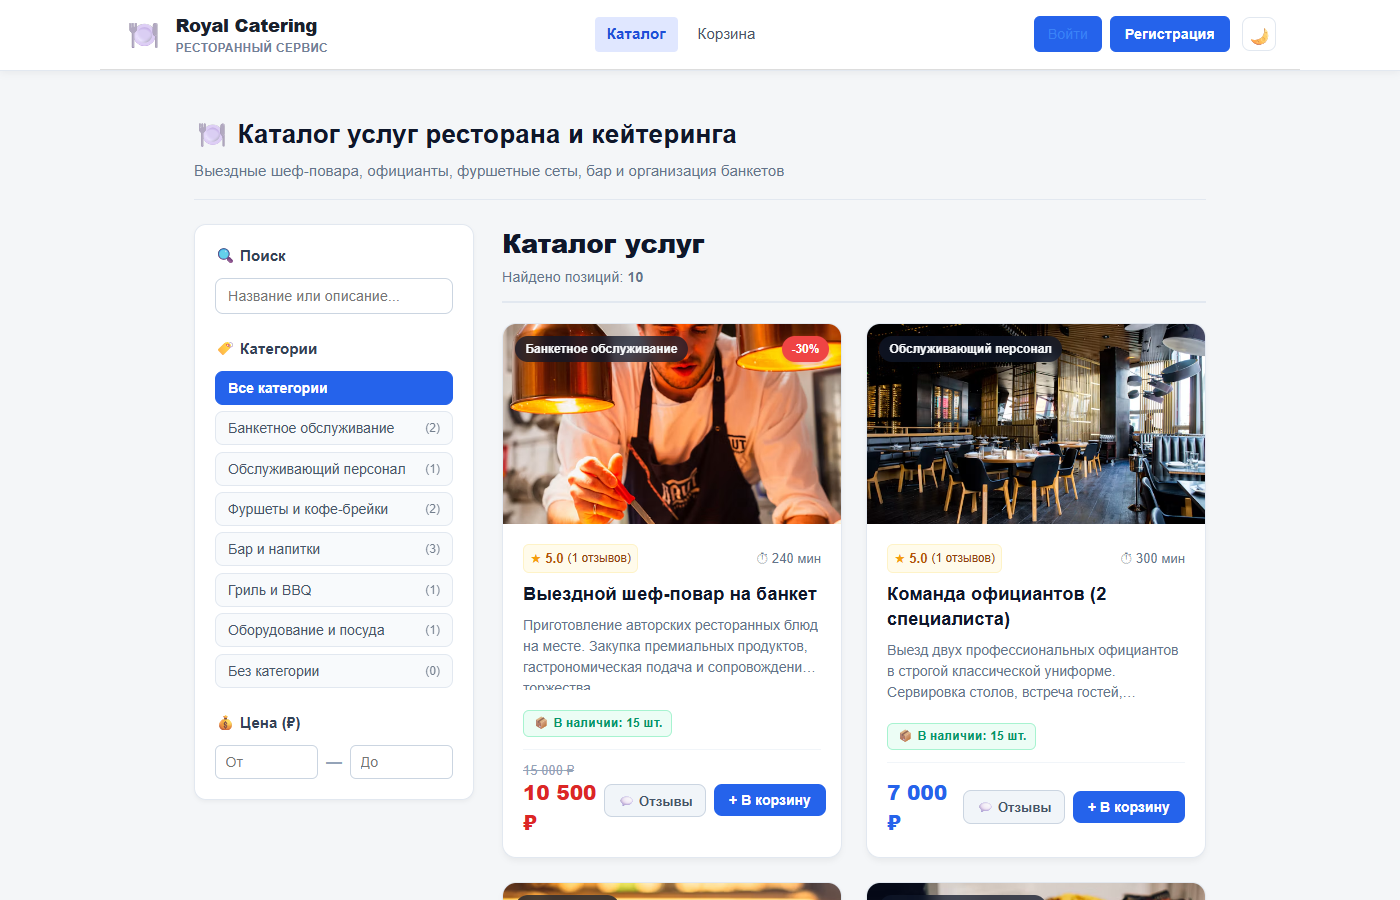 Royal Catering
РЕСТОРАННЫЙ СЕРВИС
Каталог
Корзина
Войти
Регистрация
Каталог услуг ресторана и кейтеринга
Выездные шеф-повара, официанты, фуршетные сеты, бар и организация банкетов
Поиск
Название или описание...
Категории
Все категории
Банкетное обслуживание (2)
Обслуживающий персонал (1)
Фуршеты и кофе-брейки (2)
Бар и напитки (3)
Гриль и BBQ (1)
Оборудование и посуда (1)
Без категории (0)
Цена (₽)
От — До
Каталог услуг
Найдено позиций: 10
Банкетное обслуживание
-30%
★ 5.0 (1 отзывов)
240 мин
Выездной шеф-повар на банкет
Приготовление авторских ресторанных блюд
на месте. Закупка премиальных продуктов,
гастрономическая подача и сопровождени...
торжества
В наличии: 15 шт.
15 000 ₽
10 500
₽
Отзывы
+ В корзину
Обслуживающий персонал
★ 5.0 (1 отзывов)
300 мин
Команда официантов (2
специалиста)
Выезд двух профессиональных официантов
в строгой классической униформе.
Сервировка столов, встреча гостей,...
В наличии: 15 шт.
7 000
₽
Отзывы
+ В корзину